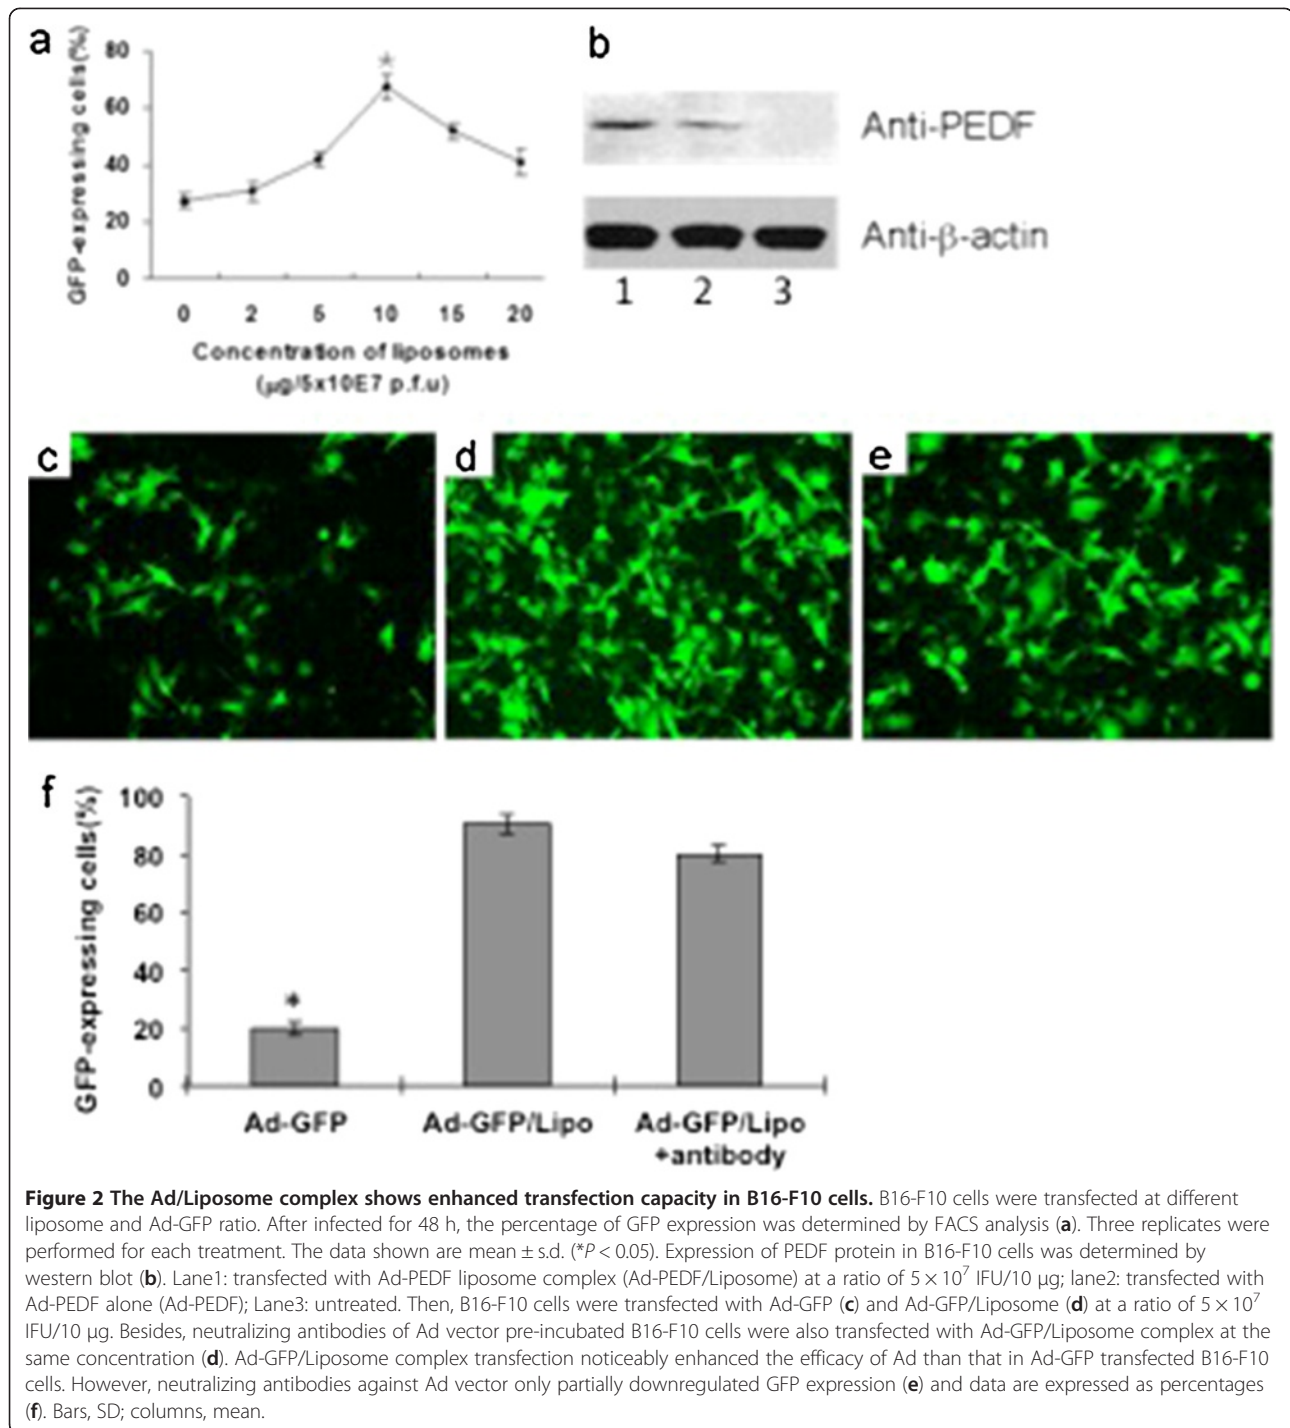 a
80
60
40
20
0
GFP-expressing cells(%)
*
0 2 5 10 15 20
Concentration of liposomes
(μg/5x10E7 p.f.u)
b
Anti-PEDF
Anti-β-actin
1 2 3
c
d
e
f
100
80
60
40
20
0
GFP-expressing cells(%)
*
Ad-GFP
Ad-GFP/Lipo
Ad-GFP/Lipo
+antibody
Figure 2 The Ad/Liposome complex shows enhanced transfection capacity in B16-F10 cells. B16-F10 cells were transfected at different
liposome and Ad-GFP ratio. After infected for 48 h, the percentage of GFP expression was determined by FACS analysis (a). Three replicates were
performed for each treatment. The data shown are mean ± s.d. (*P < 0.05). Expression of PEDF protein in B16-F10 cells was determined by
western blot (b). Lane1: transfected with Ad-PEDF liposome complex (Ad-PEDF/Liposome) at a ratio of 5 × 10⁷ IFU/10 μg; lane2: transfected with
Ad-PEDF alone (Ad-PEDF); Lane3: untreated. Then, B16-F10 cells were transfected with Ad-GFP (c) and Ad-GFP/Liposome (d) at a ratio of 5 × 10⁷
IFU/10 μg. Besides, neutralizing antibodies of Ad vector pre-incubated B16-F10 cells were also transfected with Ad-GFP/Liposome complex at the
same concentration (d). Ad-GFP/Liposome complex transfection noticeably enhanced the efficacy of Ad than that in Ad-GFP transfected B16-F10
cells. However, neutralizing antibodies against Ad vector only partially downregulated GFP expression (e) and data are expressed as percentages
(f). Bars, SD; columns, mean.